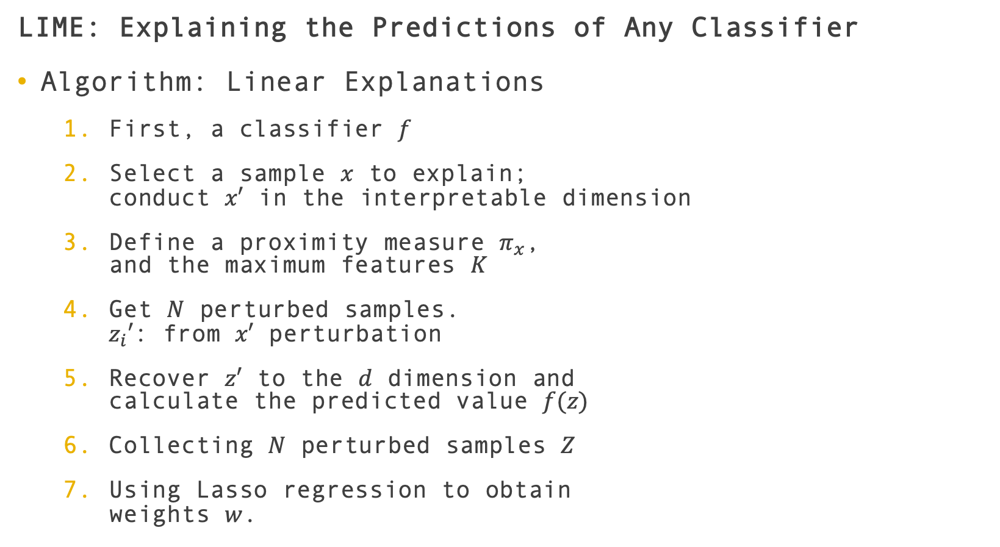 LIME: Explaining the Predictions of Any Classifier
• Algorithm: Linear Explanations
1. First, a classifier f
2. Select a sample x to explain;
conduct x′ in the interpretable dimension
3. Define a proximity measure πₓ,
and the maximum features K
4. Get N perturbed samples.
zᵢ′: from x′ perturbation
5. Recover z′ to the d dimension and
calculate the predicted value f(z)
6. Collecting N perturbed samples Z
7. Using Lasso regression to obtain
weights w.